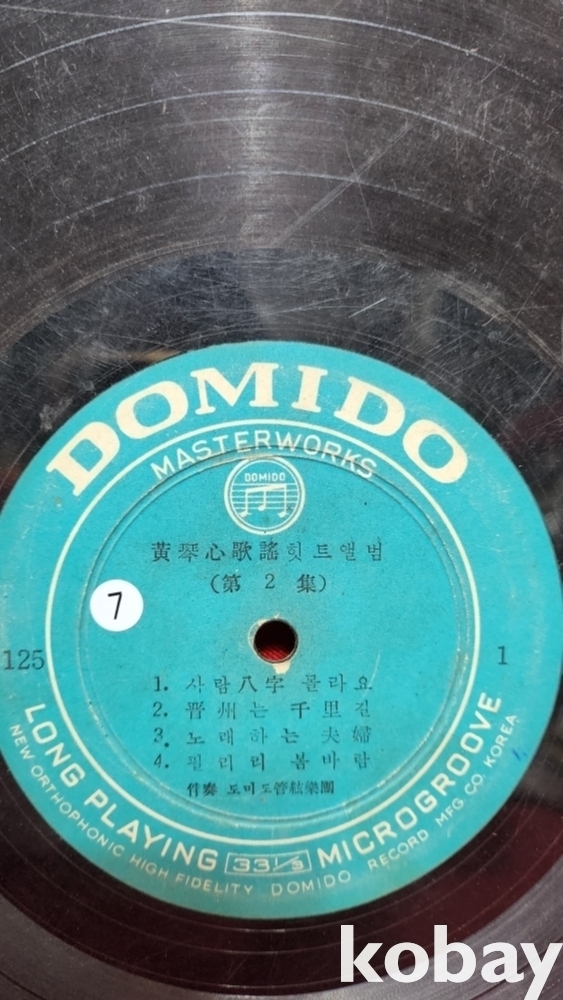 DOMIDO
MASTERWORKS
DOMIDO
黃琴心歌謠힛트앨범
(第 2 集)
7
125
1
1. 사람八字 몰라요
2. 晋州는 千里길
3. 노래하는 夫婦
4. 필리리 봄바람
伴奏 도미도管絃樂團
LONG PLAYING 33 1/3 MICROGROOVE
NEW ORTHOPHONIC HIGH FIDELITY DOMIDO RECORD MFG CO. KOREA
kobay